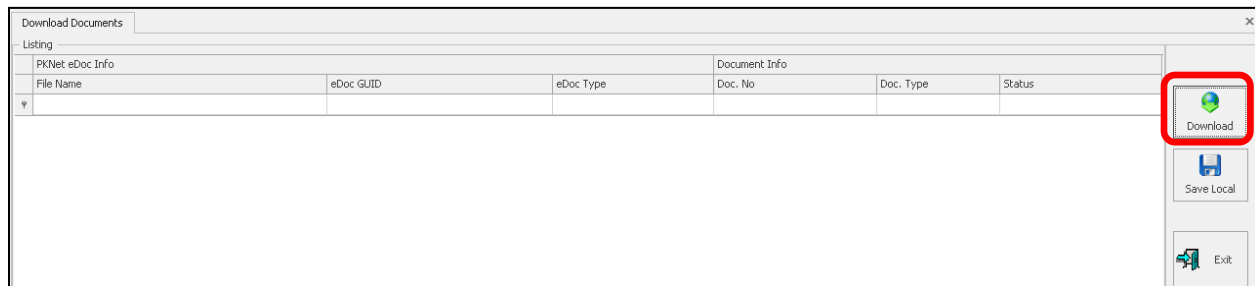 Download Documents
Listing
PKNet eDoc Info Document Info
File Name eDoc GUID eDoc Type Doc. No Doc. Type Status
Download
Save Local
Exit